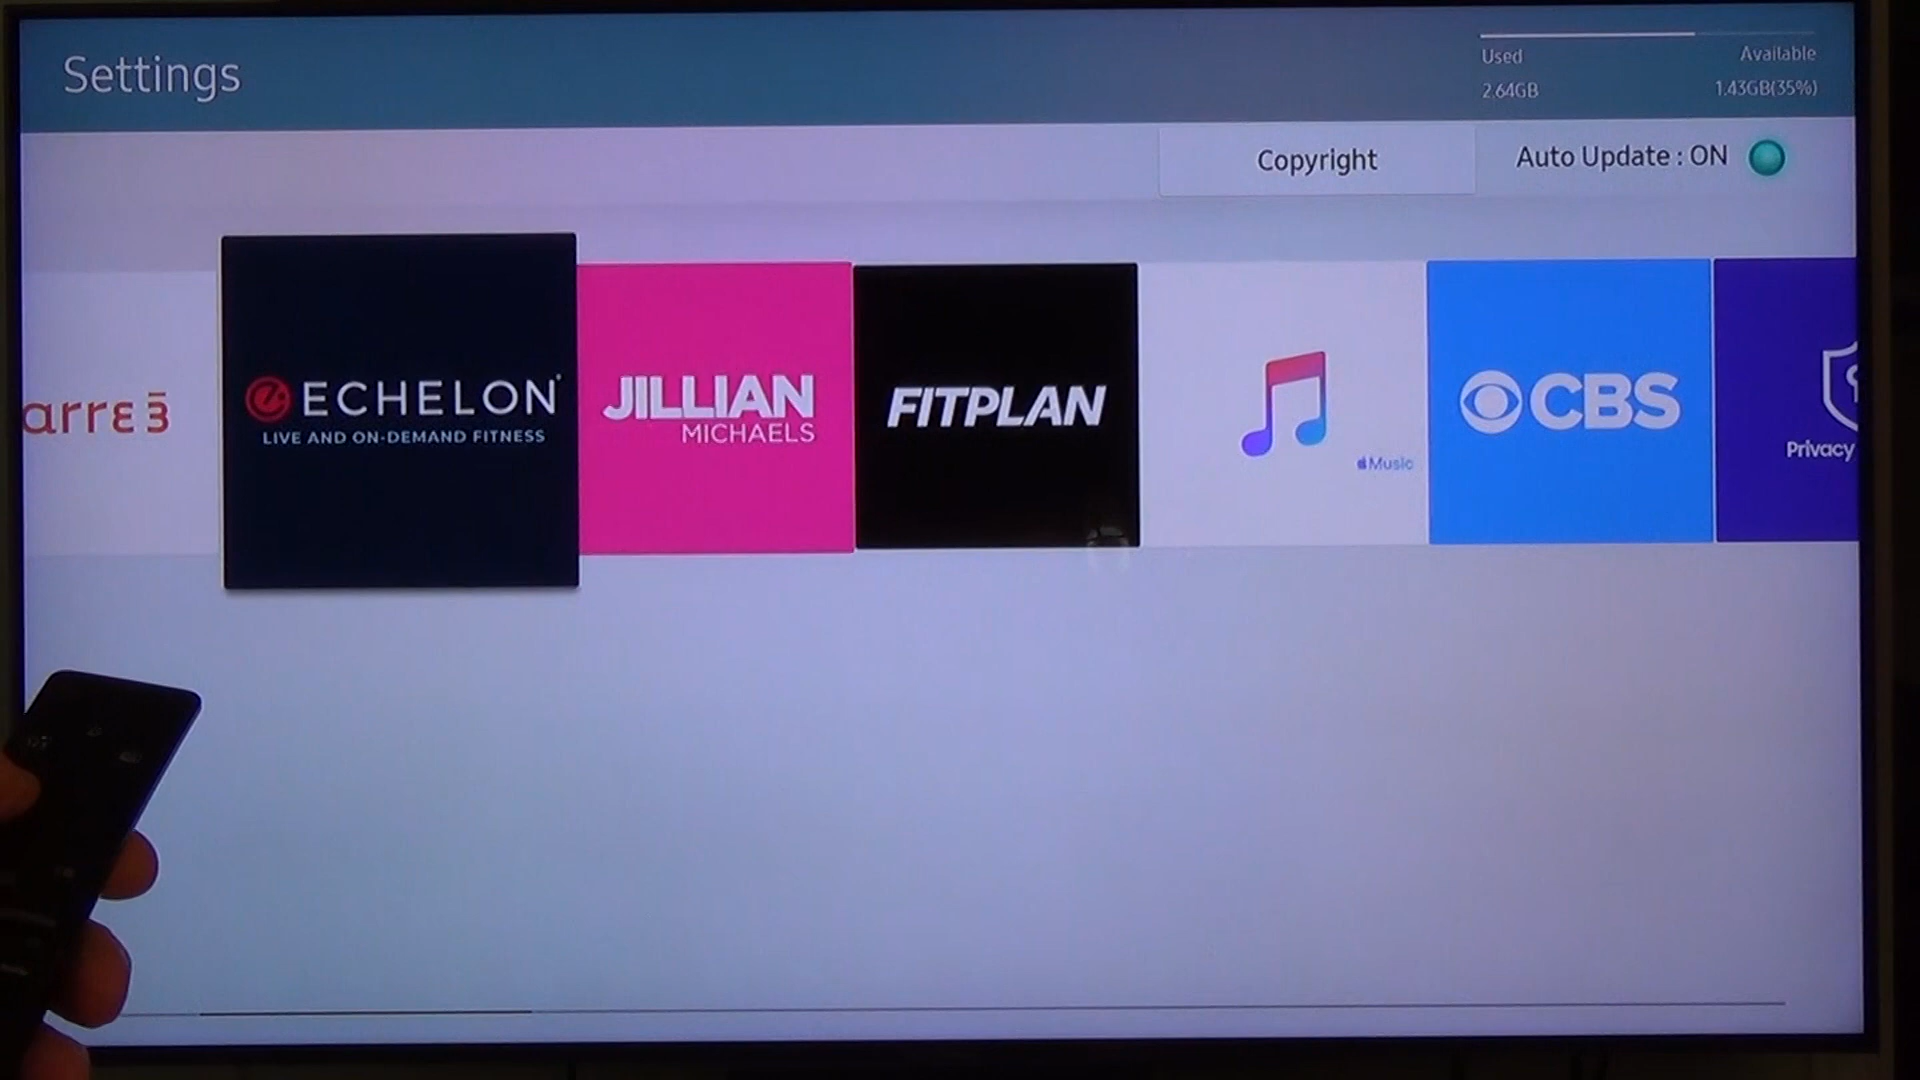 Settings
Used
Available
2.64GB
1.43GB(35%)
Copyright
Auto Update : ON
arre3
ECHELON
LIVE AND ON-DEMAND FITNESS
JILLIAN
MICHAELS
FITPLAN
Music
CBS
Privacy